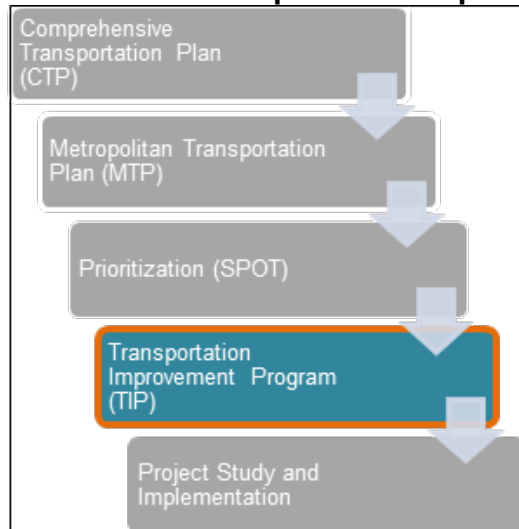 Comprehensive
Transportation Plan
(CTP)
Metropolitan Transportation
Plan (MTP)
Prioritization (SPOT)
Transportation
Improvement Program
(TIP)
Project Study and
Implementation